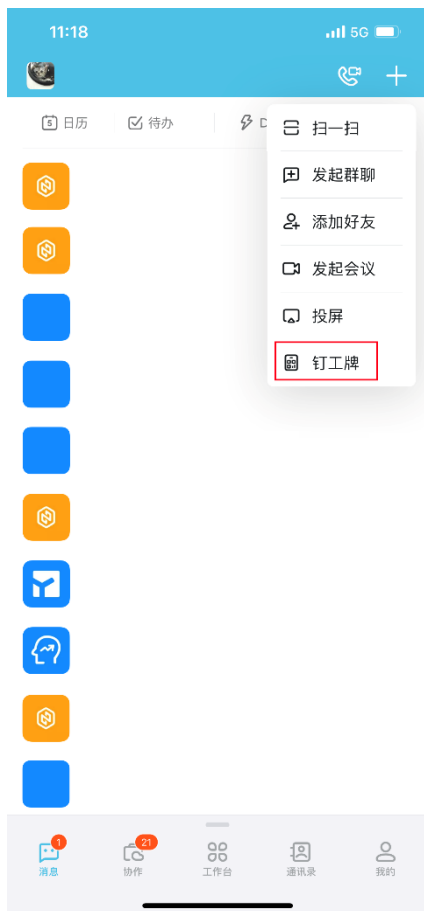 11:18
5G
5 日历
待办
D
扫一扫
发起群聊
添加好友
发起会议
投屏
钉工牌
1
21
消息
协作
工作台
通讯录
我的